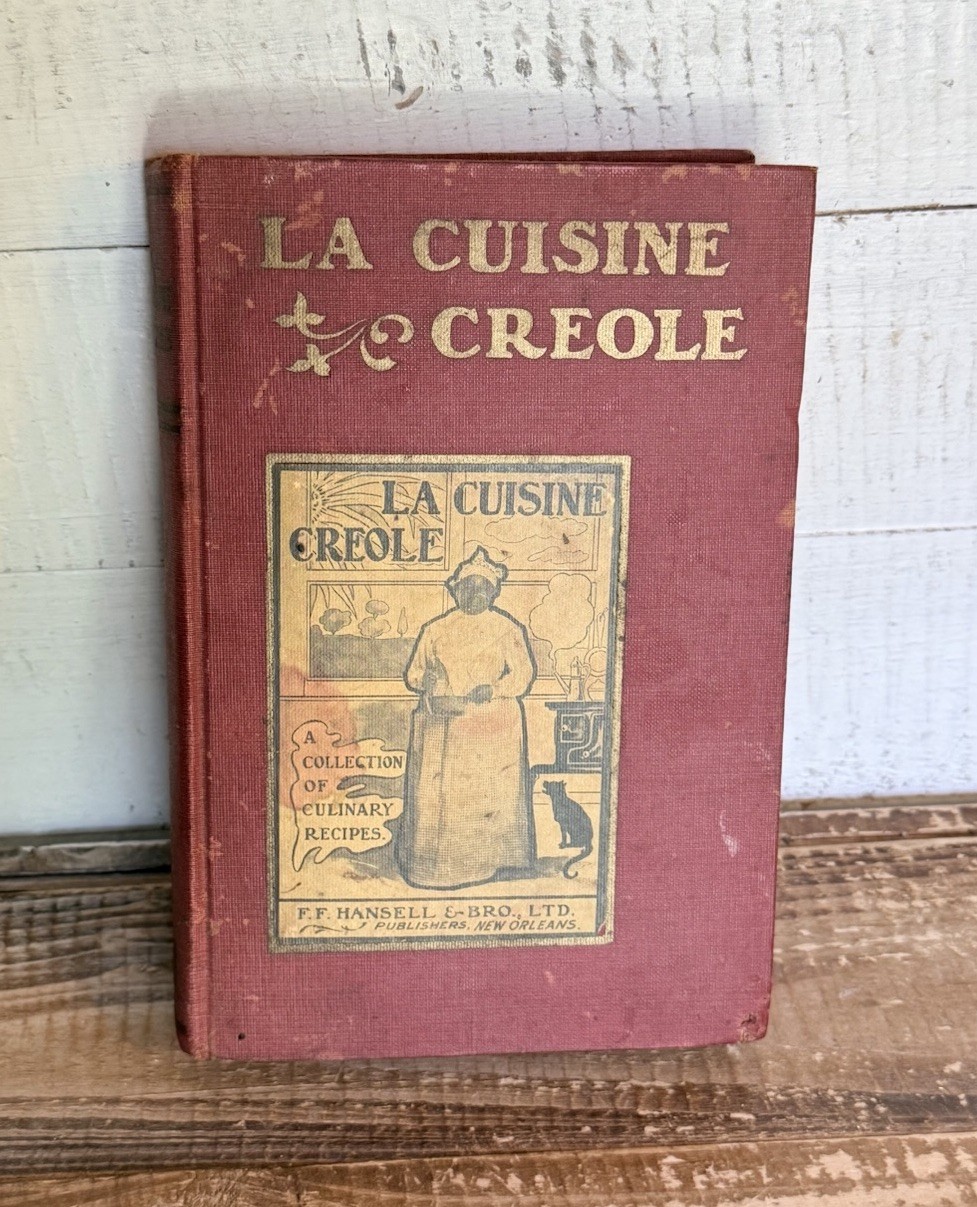 LA CUISINE
CREOLE
LA CUISINE
CREOLE
A
COLLECTION
OF
CULINARY
RECIPES.
F. F. HANSELL & BRO., LTD.
PUBLISHERS, NEW ORLEANS.